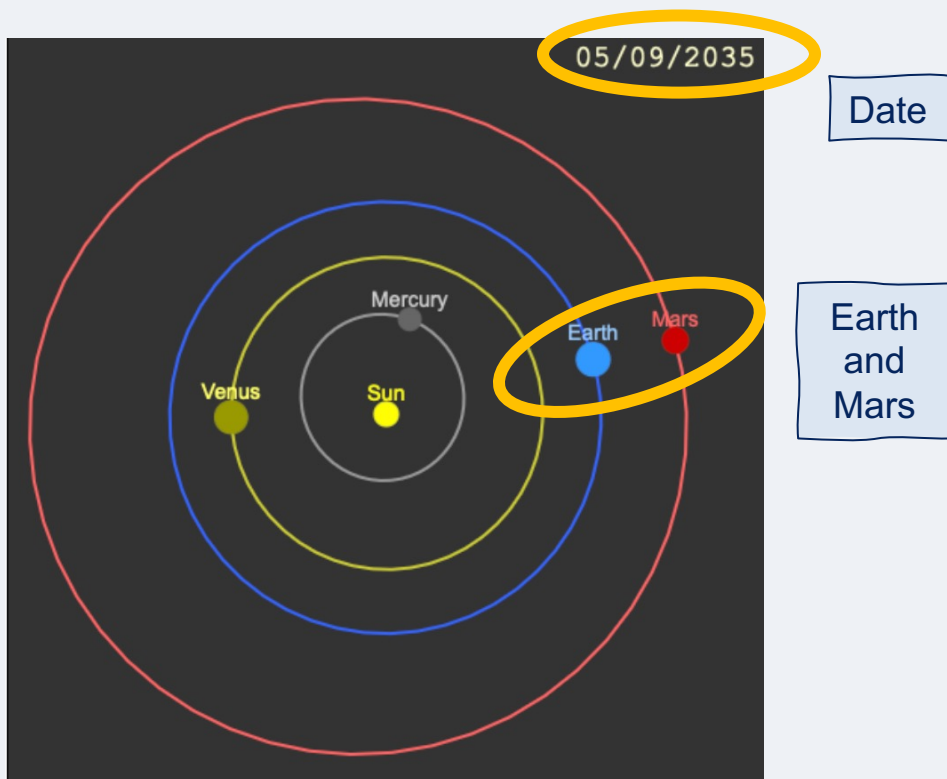 05/09/2035
Date
Mercury
Earth
Mars
Venus
Sun
Earth
and
Mars